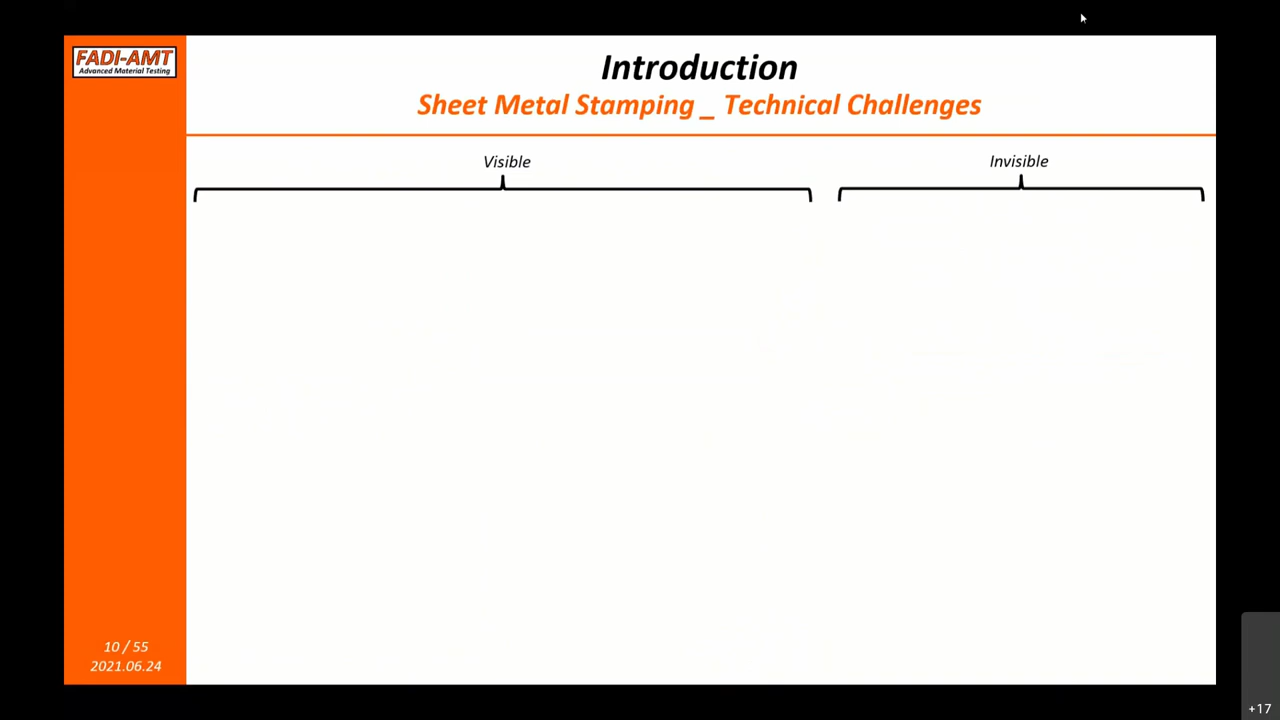 FADI-AMT
Advanced Material Testing
Introduction
Sheet Metal Stamping _ Technical Challenges
Visible
Invisible
10 / 55
2021.06.24
+17